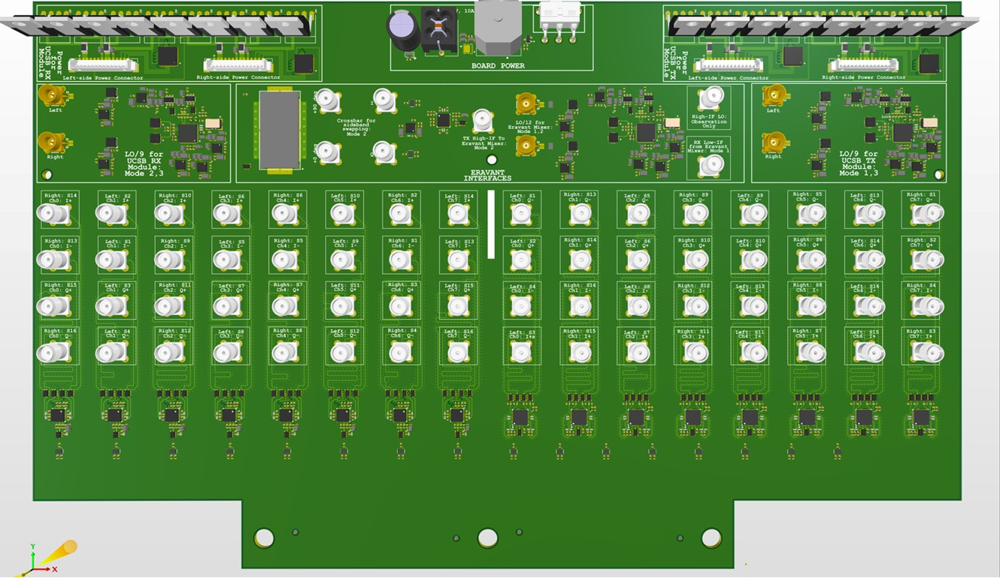 , 10A
BOARD POWER
Power
for
UCSB RX
Module
Left-side Power Connector
Right-side Power Connector
Power
for
UCSB TX
Module
Left-side Power Connector
Right-side Power Connector
Left
Right
LO/9 for
UCSB RX
Module:
Mode 2,3
+90 deg
+0 deg
Crossbar for
sideband
swapping:
Mode 2
TX High-IF To
Eravant Mixer:
Mode 2
LO/12 for
Eravant Mixer:
Mode 1,2
High-IF LO:
Observation
Only
RX Low-IF
from Eravant
Mixer: Mode 1
ERAVANT
INTERFACES
Left
Right
LO/9 for
UCSB TX
Module:
Mode 1,3
Right: S14
Ch0: I+
Left: S2
Ch1: I+
Right: S10
Ch2: I+
Left: S6
Ch3: I+
Right: S6
Ch4: I+
Left: S10
Ch5: I+
Right: S2
Ch6: I+
Left: S14
Ch7: I+
Left: S1
Ch0: Q-
Right: S13
Ch1: Q-
Left: S5
Ch2: Q-
Right: S9
Ch3: Q-
Left: S9
Ch4: Q-
Right: S5
Ch5: Q-
Left: S13
Ch6: Q-
Right: S1
Ch7: Q-
Right: S13
Ch0: I-
Left: S1
Ch1: I-
Right: S9
Ch2: I-
Left: S5
Ch3: I-
Right: S5
Ch4: I-
Left: S9
Ch5: I-
Right: S1
Ch6: I-
Left: S13
Ch7: I-
Left: S2
Ch0: Q+
Right: S14
Ch1: Q+
Left: S6
Ch2: Q+
Right: S10
Ch3: Q+
Left: S10
Ch4: Q+
Right: S6
Ch5: Q+
Left: S14
Ch6: Q+
Right: S2
Ch7: Q+
Right: S15
Ch0: Q+
Left: S3
Ch1: Q+
Right: S11
Ch2: Q+
Left: S7
Ch3: Q+
Right: S7
Ch4: Q+
Left: S11
Ch5: Q+
Right: S3
Ch6: Q+
Left: S15
Ch7: Q+
Left: S4
Ch0: I-
Right: S16
Ch1: I-
Left: S8
Ch2: I-
Right: S12
Ch3: I-
Left: S12
Ch4: I-
Right: S8
Ch5: I-
Left: S16
Ch6: I-
Right: S4
Ch7: I-
Right: S16
Ch0: Q-
Left: S4
Ch1: Q-
Right: S12
Ch2: Q-
Left: S8
Ch3: Q-
Right: S8
Ch4: Q-
Left: S12
Ch5: Q-
Right: S4
Ch6: Q-
Left: S16
Ch7: Q-
Left: S3
Ch0: I+
Right: S15
Ch1: I+
Left: S7
Ch2: I+
Right: S11
Ch3: I+
Left: S11
Ch4: I+
Right: S7
Ch5: I+
Left: S15
Ch6: I+
Right: S3
Ch7: I+
Y
X